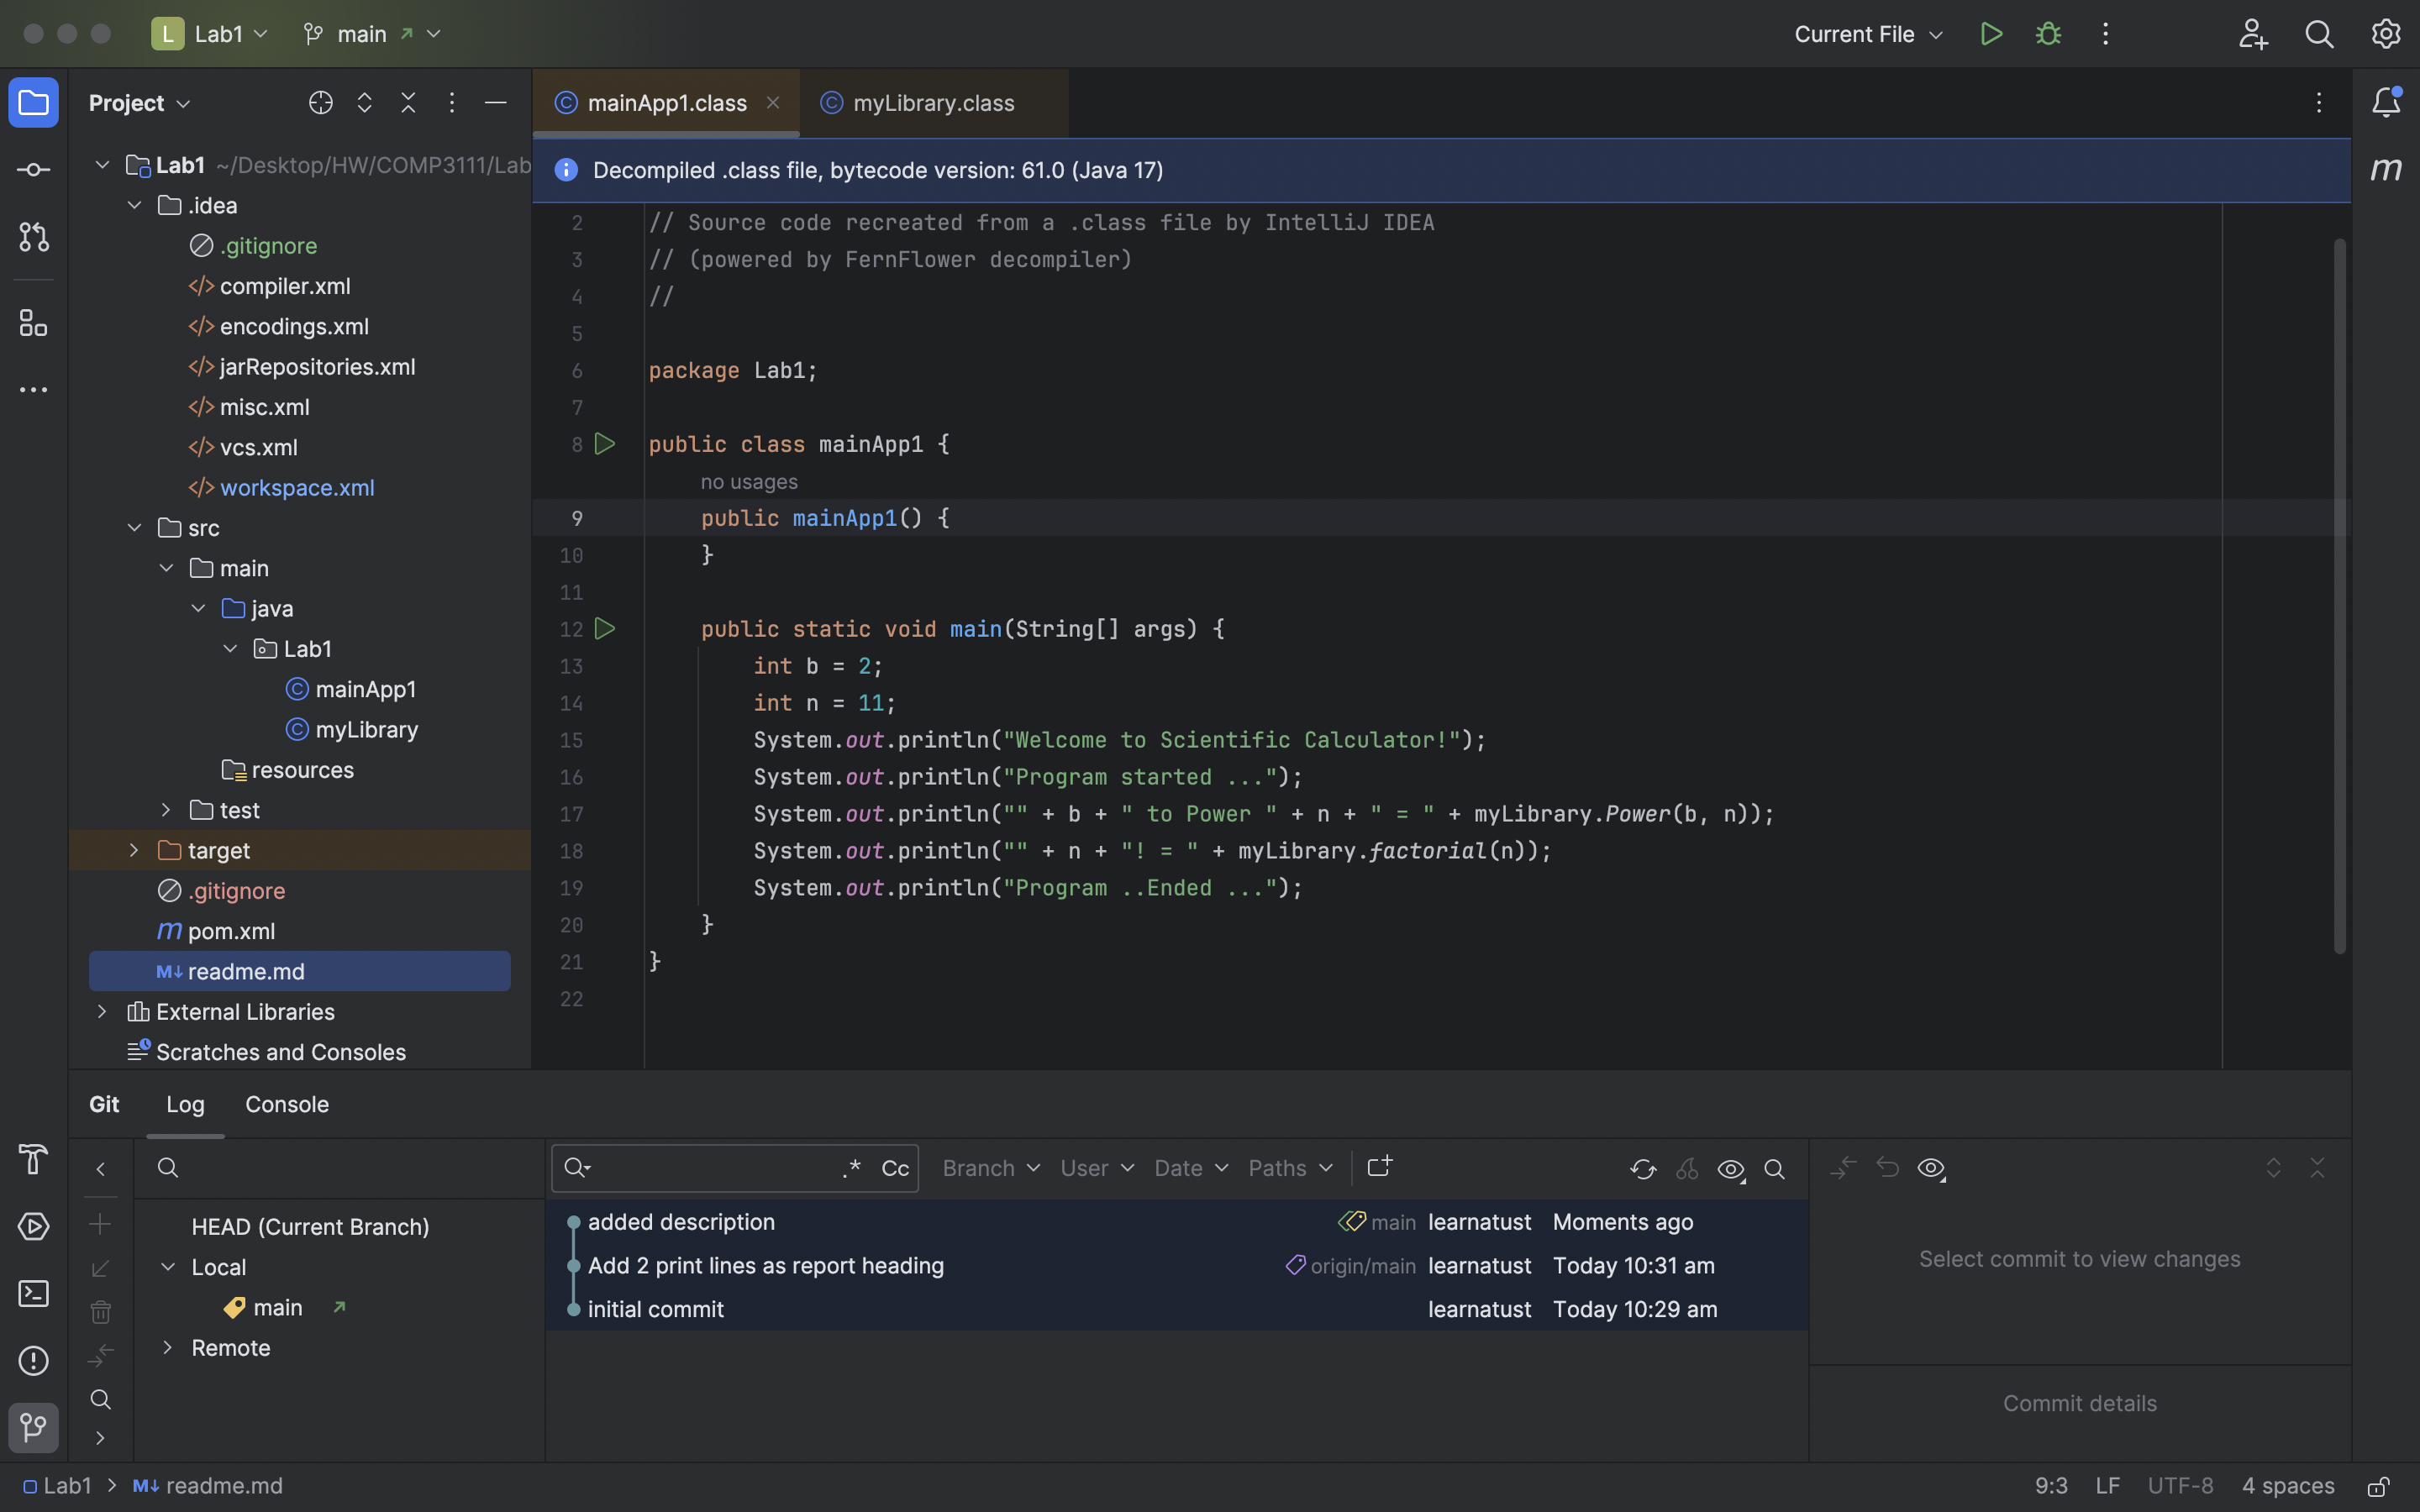 L Lab1 main Current File
Project
mainApp1.class myLibrary.class
Decompiled .class file, bytecode version: 61.0 (Java 17)
Lab1 ~/Desktop/HW/COMP3111/Lab
.idea
.gitignore
compiler.xml
encodings.xml
jarRepositories.xml
misc.xml
vcs.xml
workspace.xml
src
main
java
Lab1
mainApp1
myLibrary
resources
test
target
.gitignore
pom.xml
readme.md
External Libraries
Scratches and Consoles
2 // Source code recreated from a .class file by IntelliJ IDEA
3 // (powered by FernFlower decompiler)
4 //
5
6 package Lab1;
7
8 public class mainApp1 {
no usages
9 public mainApp1() {
10 }
11
12 public static void main(String[] args) {
13 int b = 2;
14 int n = 11;
15 System.out.println("Welcome to Scientific Calculator!");
16 System.out.println("Program started ...");
17 System.out.println("" + b + " to Power " + n + " = " + myLibrary.Power(b, n));
18 System.out.println("" + n + "! = " + myLibrary.factorial(n));
19 System.out.println("Program ..Ended ...");
20 }
21 }
22
Git Log Console
.* Cc Branch User Date Paths
HEAD (Current Branch)
Local
main
Remote
added description main learnatust Moments ago
Add 2 print lines as report heading origin/main learnatust Today 10:31 am
initial commit learnatust Today 10:29 am
Select commit to view changes
Commit details
Lab1 readme.md 9:3 LF UTF-8 4 spaces